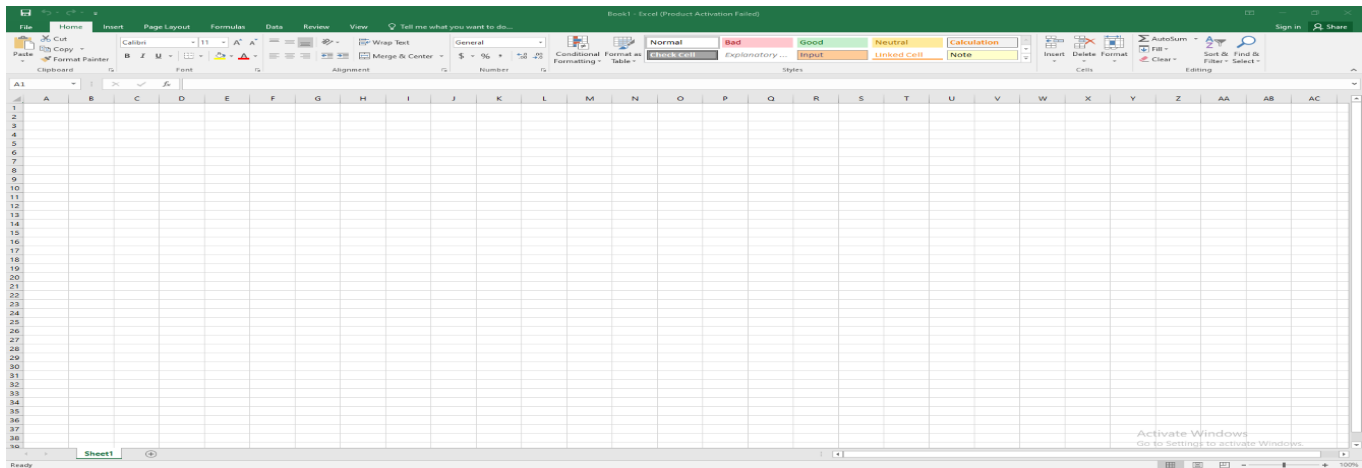 Book1 - Excel (Product Activation Failed)
File Home Insert Page Layout Formulas Data Review View Tell me what you want to do... Sign in Share
Paste Cut
Copy
Format Painter
Calibri 11 A A
B I U A
Wrap Text
Merge & Center
General
$ %
Conditional Formatting
Format as Table
Normal Bad Good Neutral Calculation
Check Cell Explanatory ... Input Linked Cell Note
Insert Delete Format
AutoSum
Fill
Clear
Sort & Filter
Find & Select
Clipboard Font Alignment Number Styles Cells Editing
A1 fx
A B C D E F G H I J K L M N O P Q R S T U V W X Y Z AA AB AC
1
2
3
4
5
6
7
8
9
10
11
12
13
14
15
16
17
18
19
20
21
22
23
24
25
26
27
28
29
30
31
32
33
34
35
36
37
38
39
Activate Windows
Go to Settings to activate Windows.
Sheet1
Ready 100%